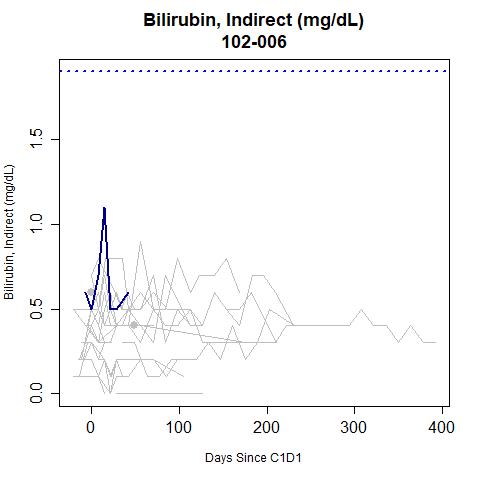 Bilirubin, Indirect (mg/dL)
102-006
Bilirubin, Indirect (mg/dL)
1.5
1.0
0.5
0.0
0 100 200 300 400
Days Since C1D1